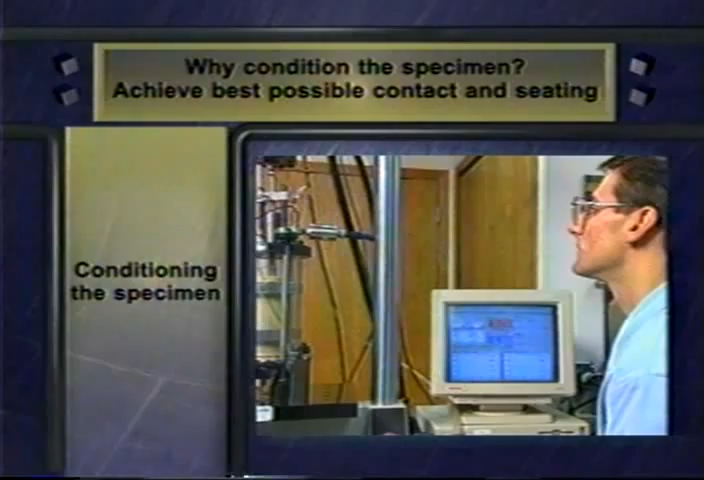 Why condition the specimen?
Achieve best possible contact and seating
Conditioning
the specimen